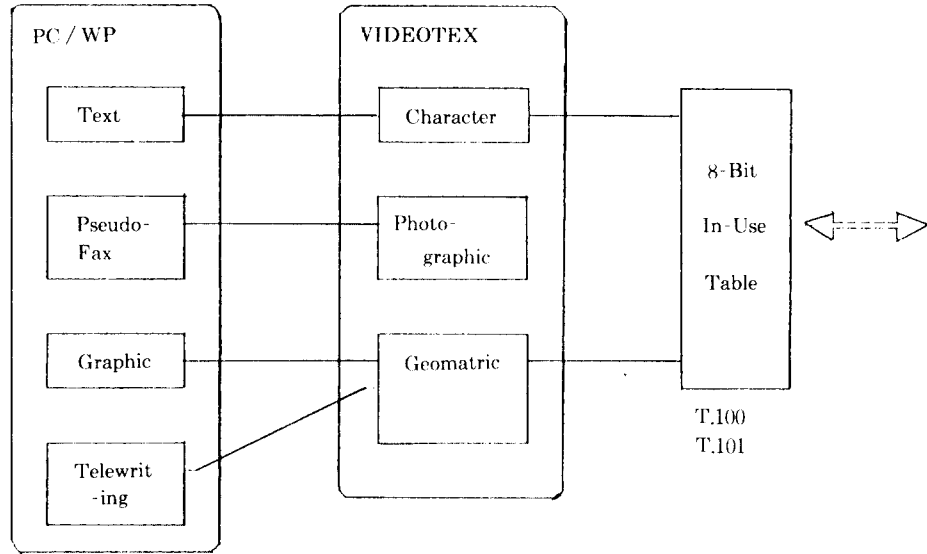 PC / WP
Text
Pseudo-
Fax
Graphic
Telewrit
-ing
VIDEOTEX
Character
Photo-
graphic
Geomatric
8-Bit
In-Use
Table
T.100
T.101